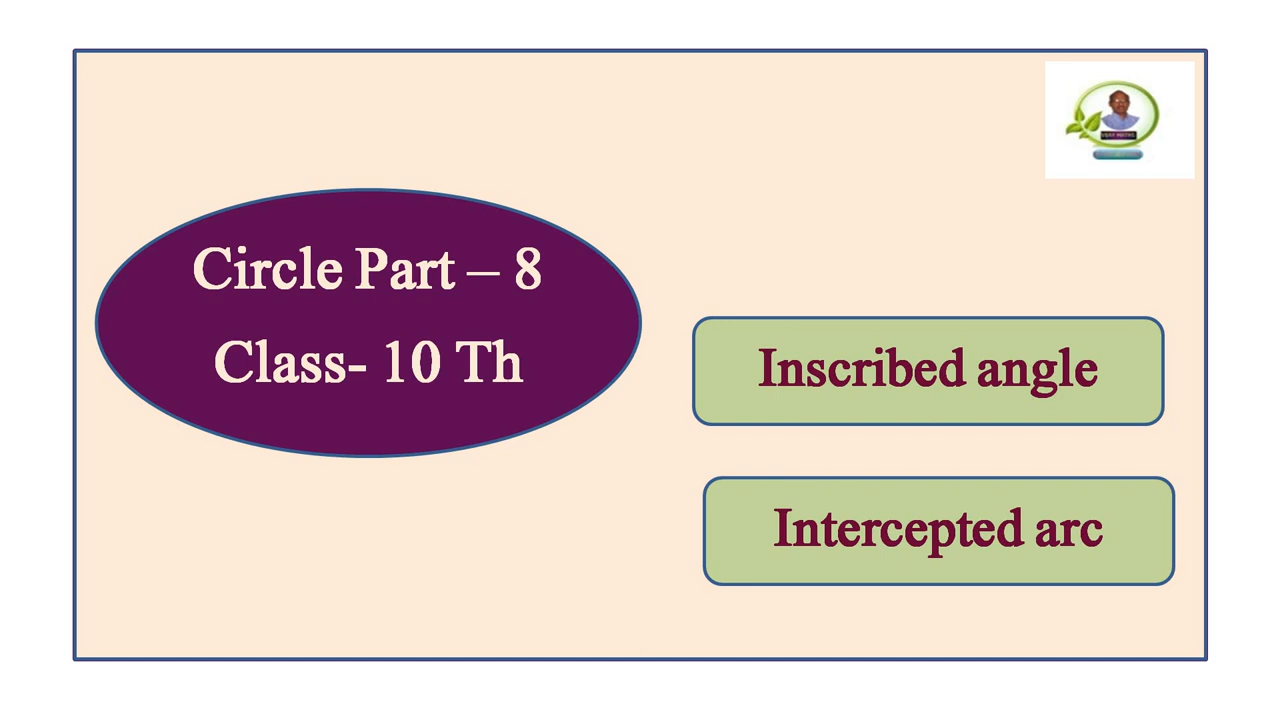 Circle Part – 8
Class- 10 Th
Inscribed angle
Intercepted arc